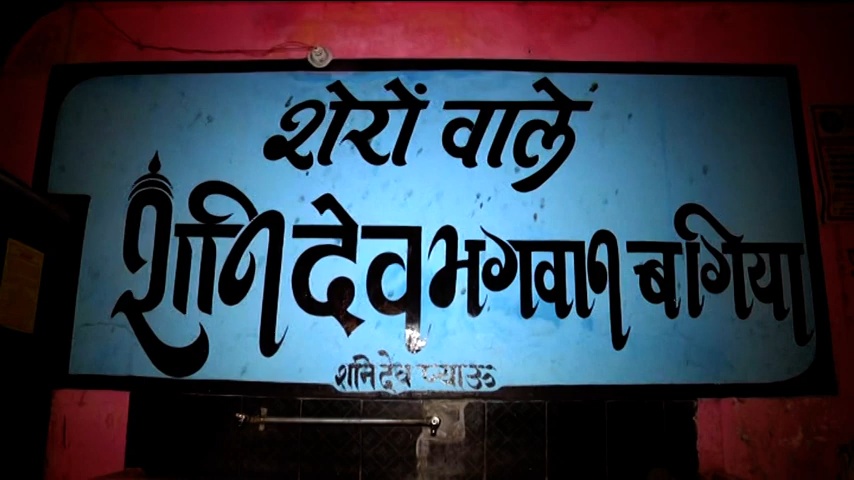 शेरों वाले
शनिदेव भगवान बगिया
शनि देव प्याऊ